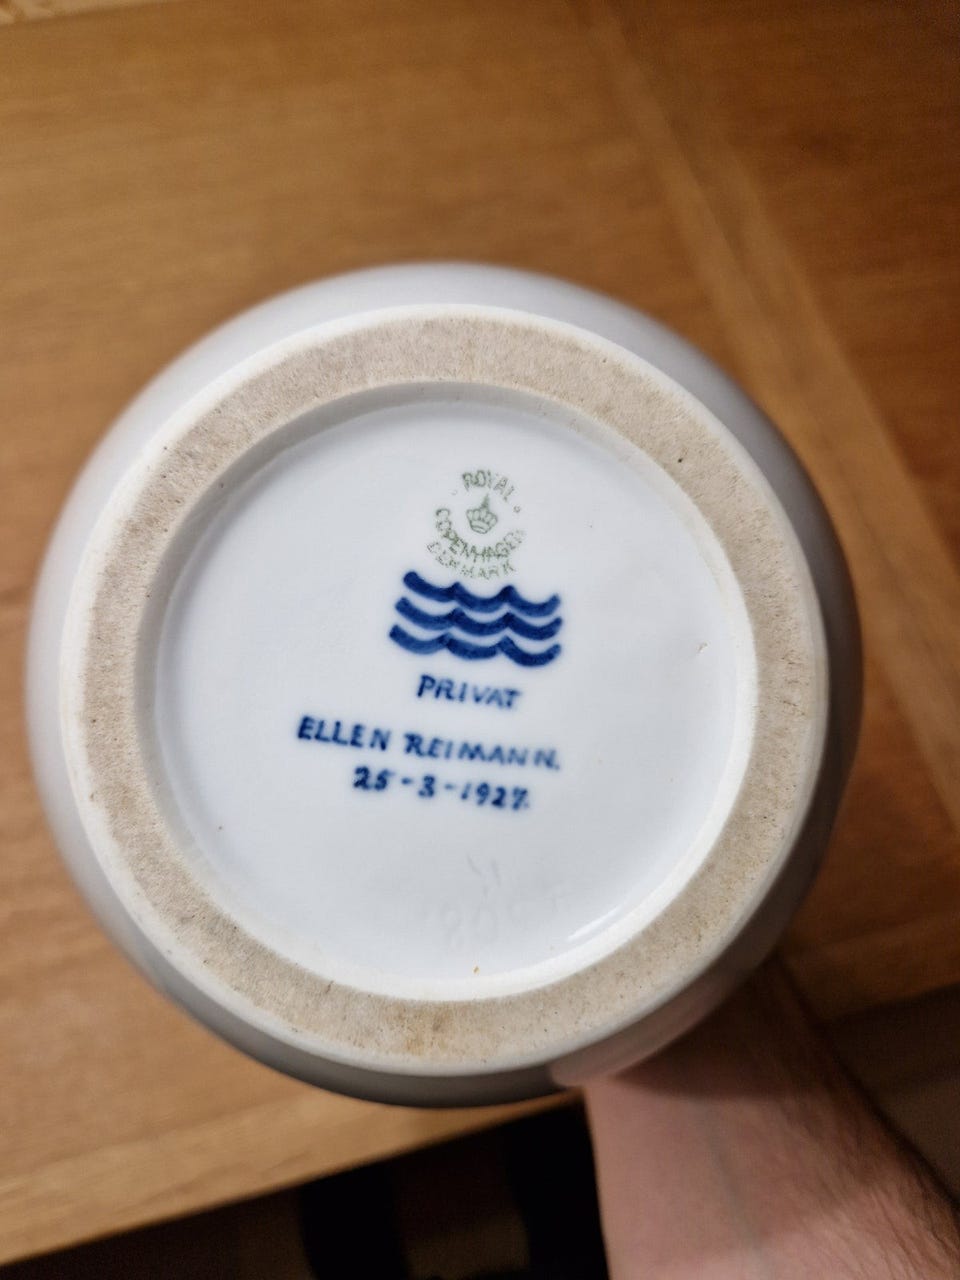 ROYAL
COPENHAGEN
DENMARK
PRIVAT
ELLEN REIMANN.
25-3-1927.